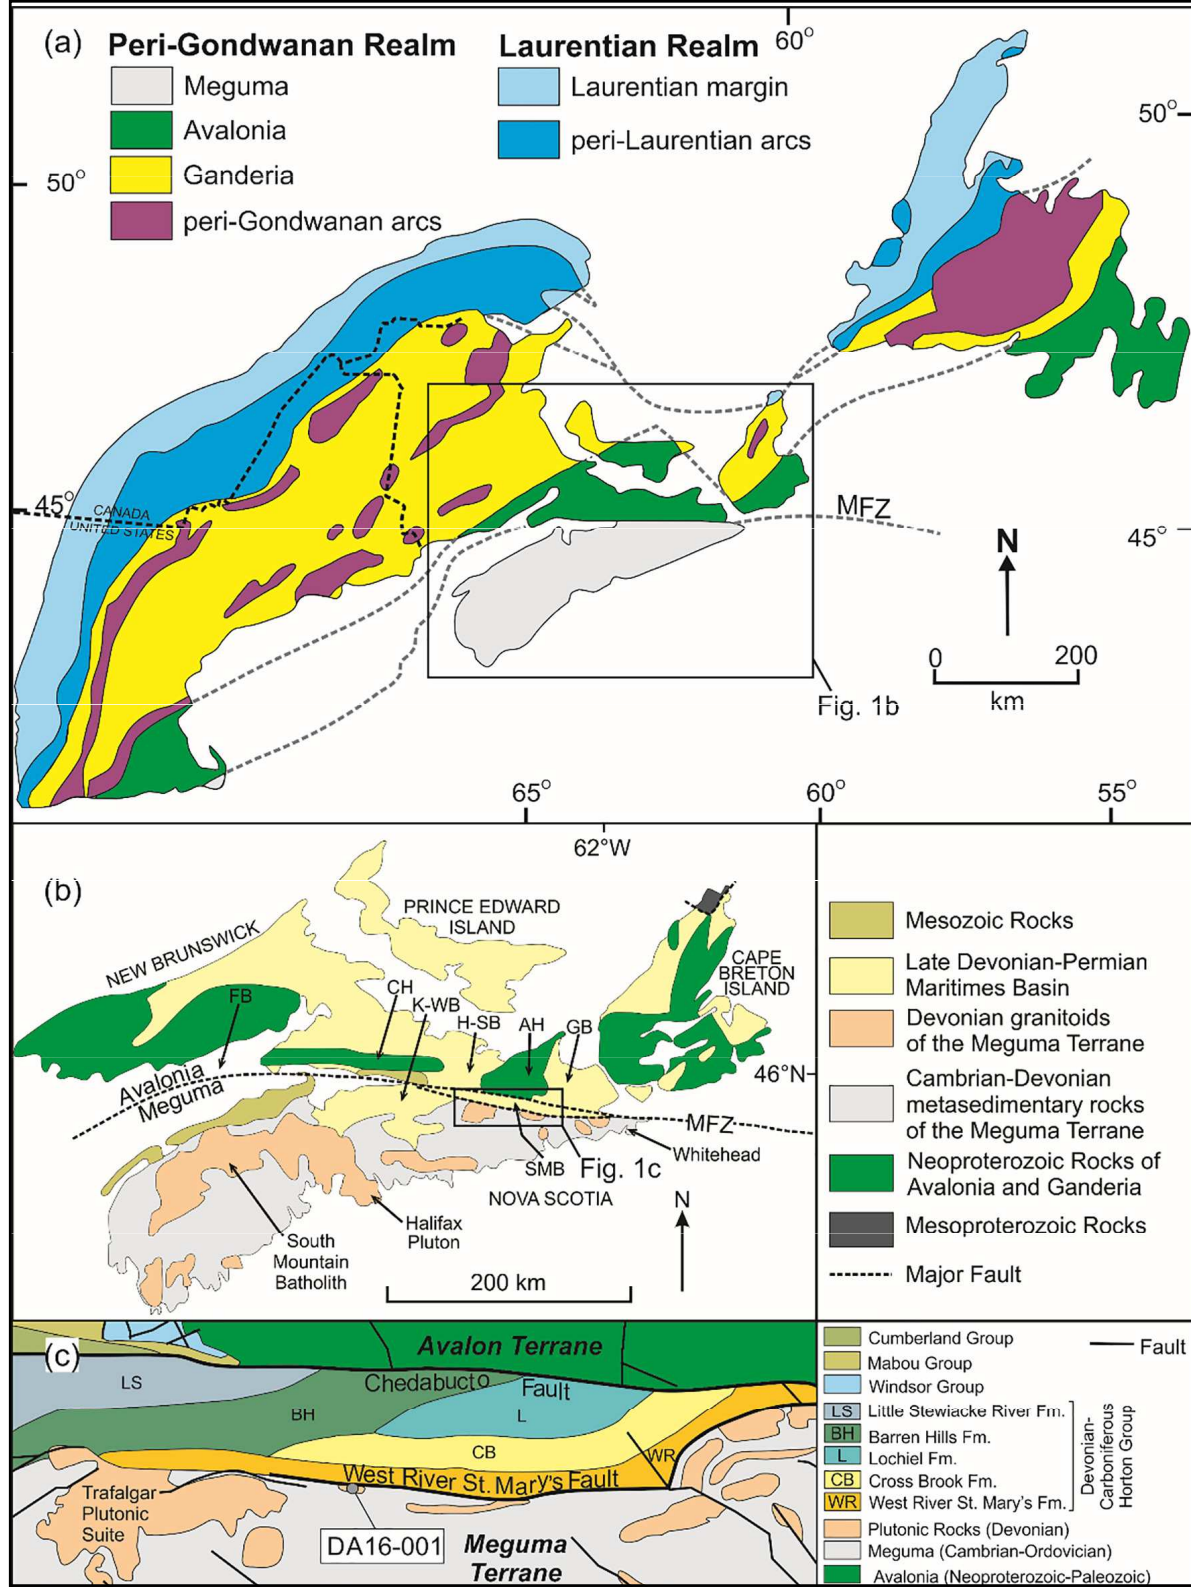 (a)
Peri-Gondwanan Realm
Meguma
Avalonia
Ganderia
peri-Gondwanan arcs
Laurentian Realm
Laurentian margin
peri-Laurentian arcs
60°
50°
50°
45°
CANADA
UNITED STATES
MFZ
45°
N
0 200
km
Fig. 1b
65°
60°
55°
(b)
62°W
PRINCE EDWARD
ISLAND
NEW BRUNSWICK
CAPE
BRETON
ISLAND
FB
CH
K-WB
H-SB
AH
GB
46°N
Avalonia
Meguma
MFZ
Whitehead
SMB
Fig. 1c
NOVA SCOTIA
N
Halifax
Pluton
South
Mountain
Batholith
200 km
Mesozoic Rocks
Late Devonian-Permian
Maritimes Basin
Devonian granitoids
of the Meguma Terrane
Cambrian-Devonian
metasedimentary rocks
of the Meguma Terrane
Neoproterozoic Rocks of
Avalonia and Ganderia
Mesoproterozoic Rocks
Major Fault
(c)
Avalon Terrane
LS
Chedabucto Fault
BH
L
CB
WR
West River St. Mary's Fault
Trafalgar
Plutonic
Suite
DA16-001
Meguma
Terrane
Cumberland Group
Fault
Mabou Group
Windsor Group
LS Little Stewiacke River Fm.
BH Barren Hills Fm.
L Lochiel Fm.
CB Cross Brook Fm.
WR West River St. Mary's Fm.
Devonian-
Carboniferous
Horton Group
Plutonic Rocks (Devonian)
Meguma (Cambrian-Ordovician)
Avalonia (Neoproterozoic-Paleozoic)